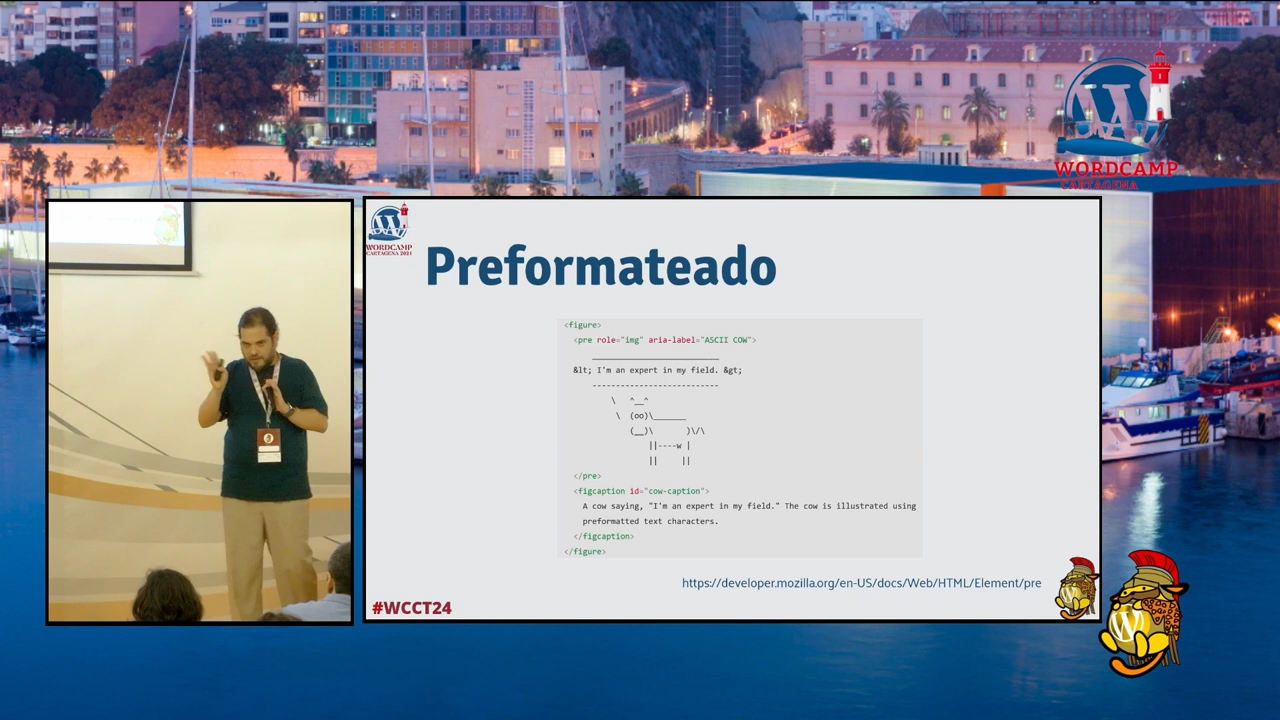 WORDCAMP
CARTAGENA
WORDCAMP
CARTAGENA 2024
Preformateado
<figure>
<pre role="img" aria-label="ASCII COW">
___________________________
&lt; I'm an expert in my field. &gt;
---------------------------
\   ^__^
\  (oo)\_______
(__)\       )\/\
||----w |
||     ||
</pre>
<figcaption id="cow-caption">
A cow saying, "I'm an expert in my field." The cow is illustrated using
preformatted text characters.
</figcaption>
</figure>
https://developer.mozilla.org/en-US/docs/Web/HTML/Element/pre
#WCCT24